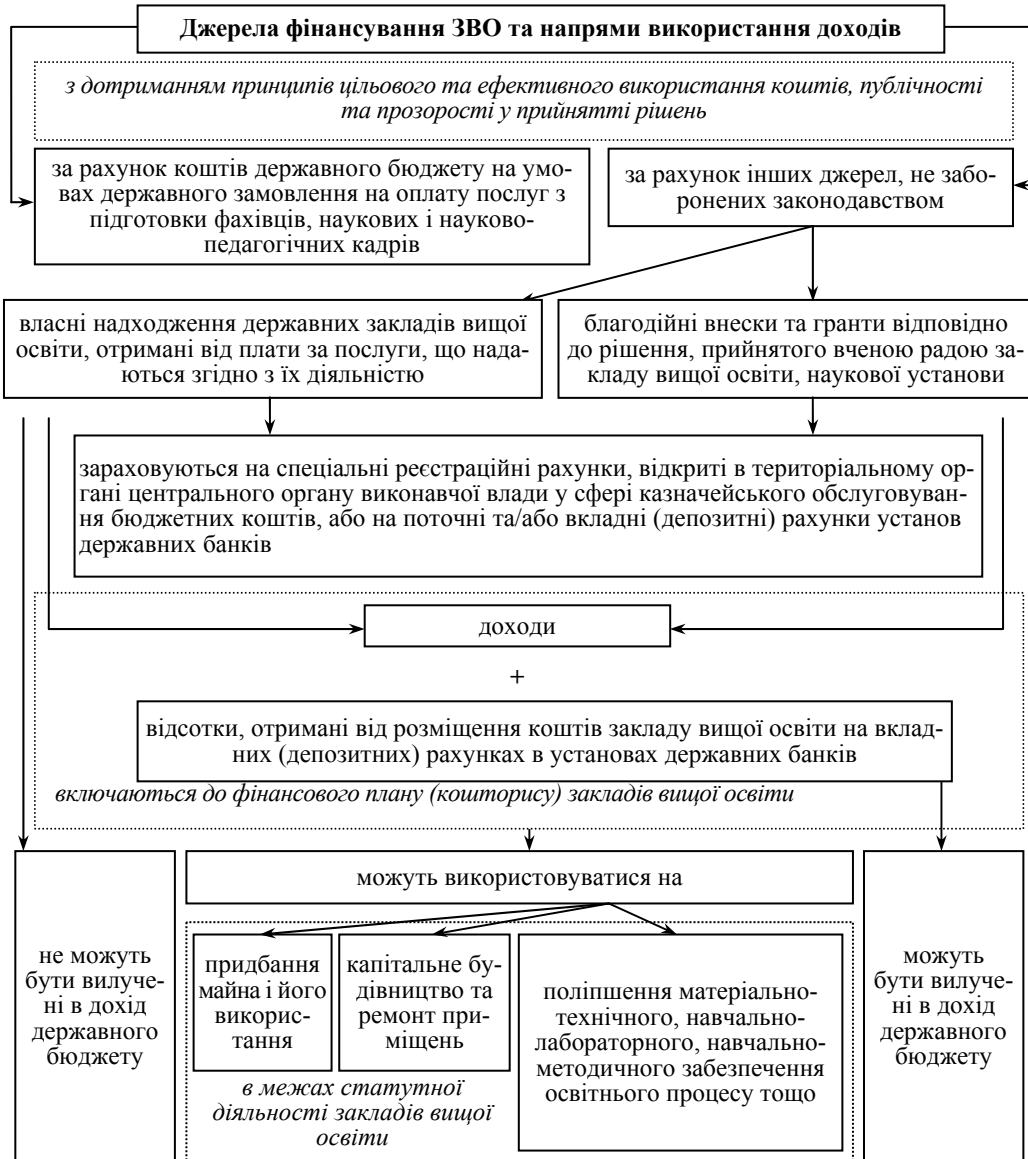 Джерела фінансування ЗВО та напрями використання доходів
з дотриманням принципів цільового та ефективного використання коштів, публічності
та прозорості у прийнятті рішень
за рахунок коштів державного бюджету на умо-
вах державного замовлення на оплату послуг з
підготовки фахівців, наукових і науково-
педагогічних кадрів
за рахунок інших джерел, не забо-
ронених законодавством
власні надходження державних закладів вищої
освіти, отримані від плати за послуги, що нада-
ються згідно з їх діяльністю
благодійні внески та гранти відповідно
до рішення, прийнятого вченою радою за-
кладу вищої освіти, наукової установи
зараховуються на спеціальні реєстраційні рахунки, відкриті в територіальному ор-
гані центрального органу виконавчої влади у сфері казначейського обслуговуван-
ня бюджетних коштів, або на поточні та/або вкладні (депозитні) рахунки установ
державних банків
доходи
+
відсотки, отримані від розміщення коштів закладу вищої освіти на вклад-
них (депозитних) рахунках в установах державних банків
включаються до фінансового плану (кошторису) закладів вищої освіти
не можуть
бути вилуче-
ні в дохід
державного
бюджету
можуть використовуватися на
придбання
майна і його
викорис-
тання
капітальне бу-
дівництво та
ремонт при-
міщень
в межах статутної
діяльності закладів вищої
освіти
поліпшення матеріально-
технічного, навчально-
лабораторного, навчально-
методичного забезпечення
освітнього процесу тощо
можуть
бути вилуче-
ні в дохід
державного
бюджету